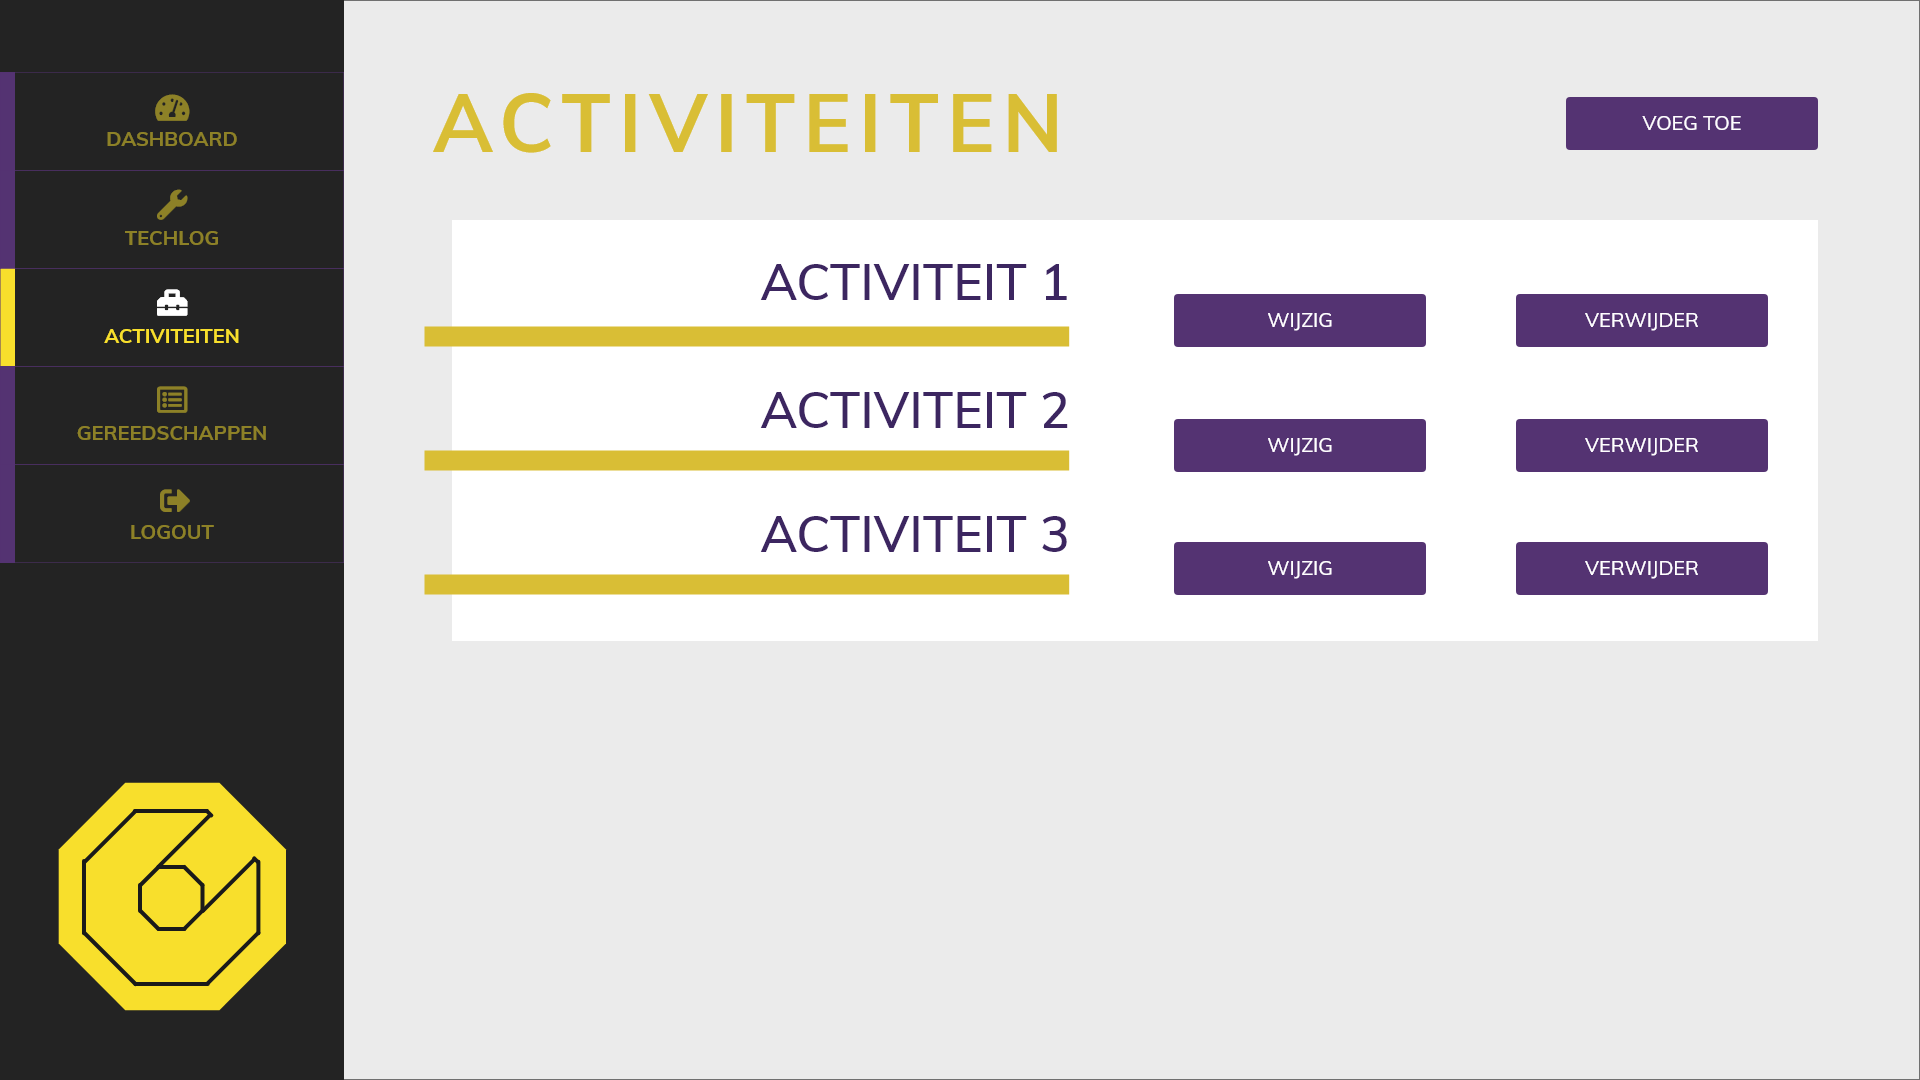 DASHBOARD
TECHLOG
ACTIVITEITEN
GEREEDSCHAPPEN
LOGOUT
ACTIVITEITEN
VOEG TOE
ACTIVITEIT 1
WIJZIG
VERWIJDER
ACTIVITEIT 2
WIJZIG
VERWIJDER
ACTIVITEIT 3
WIJZIG
VERWIJDER